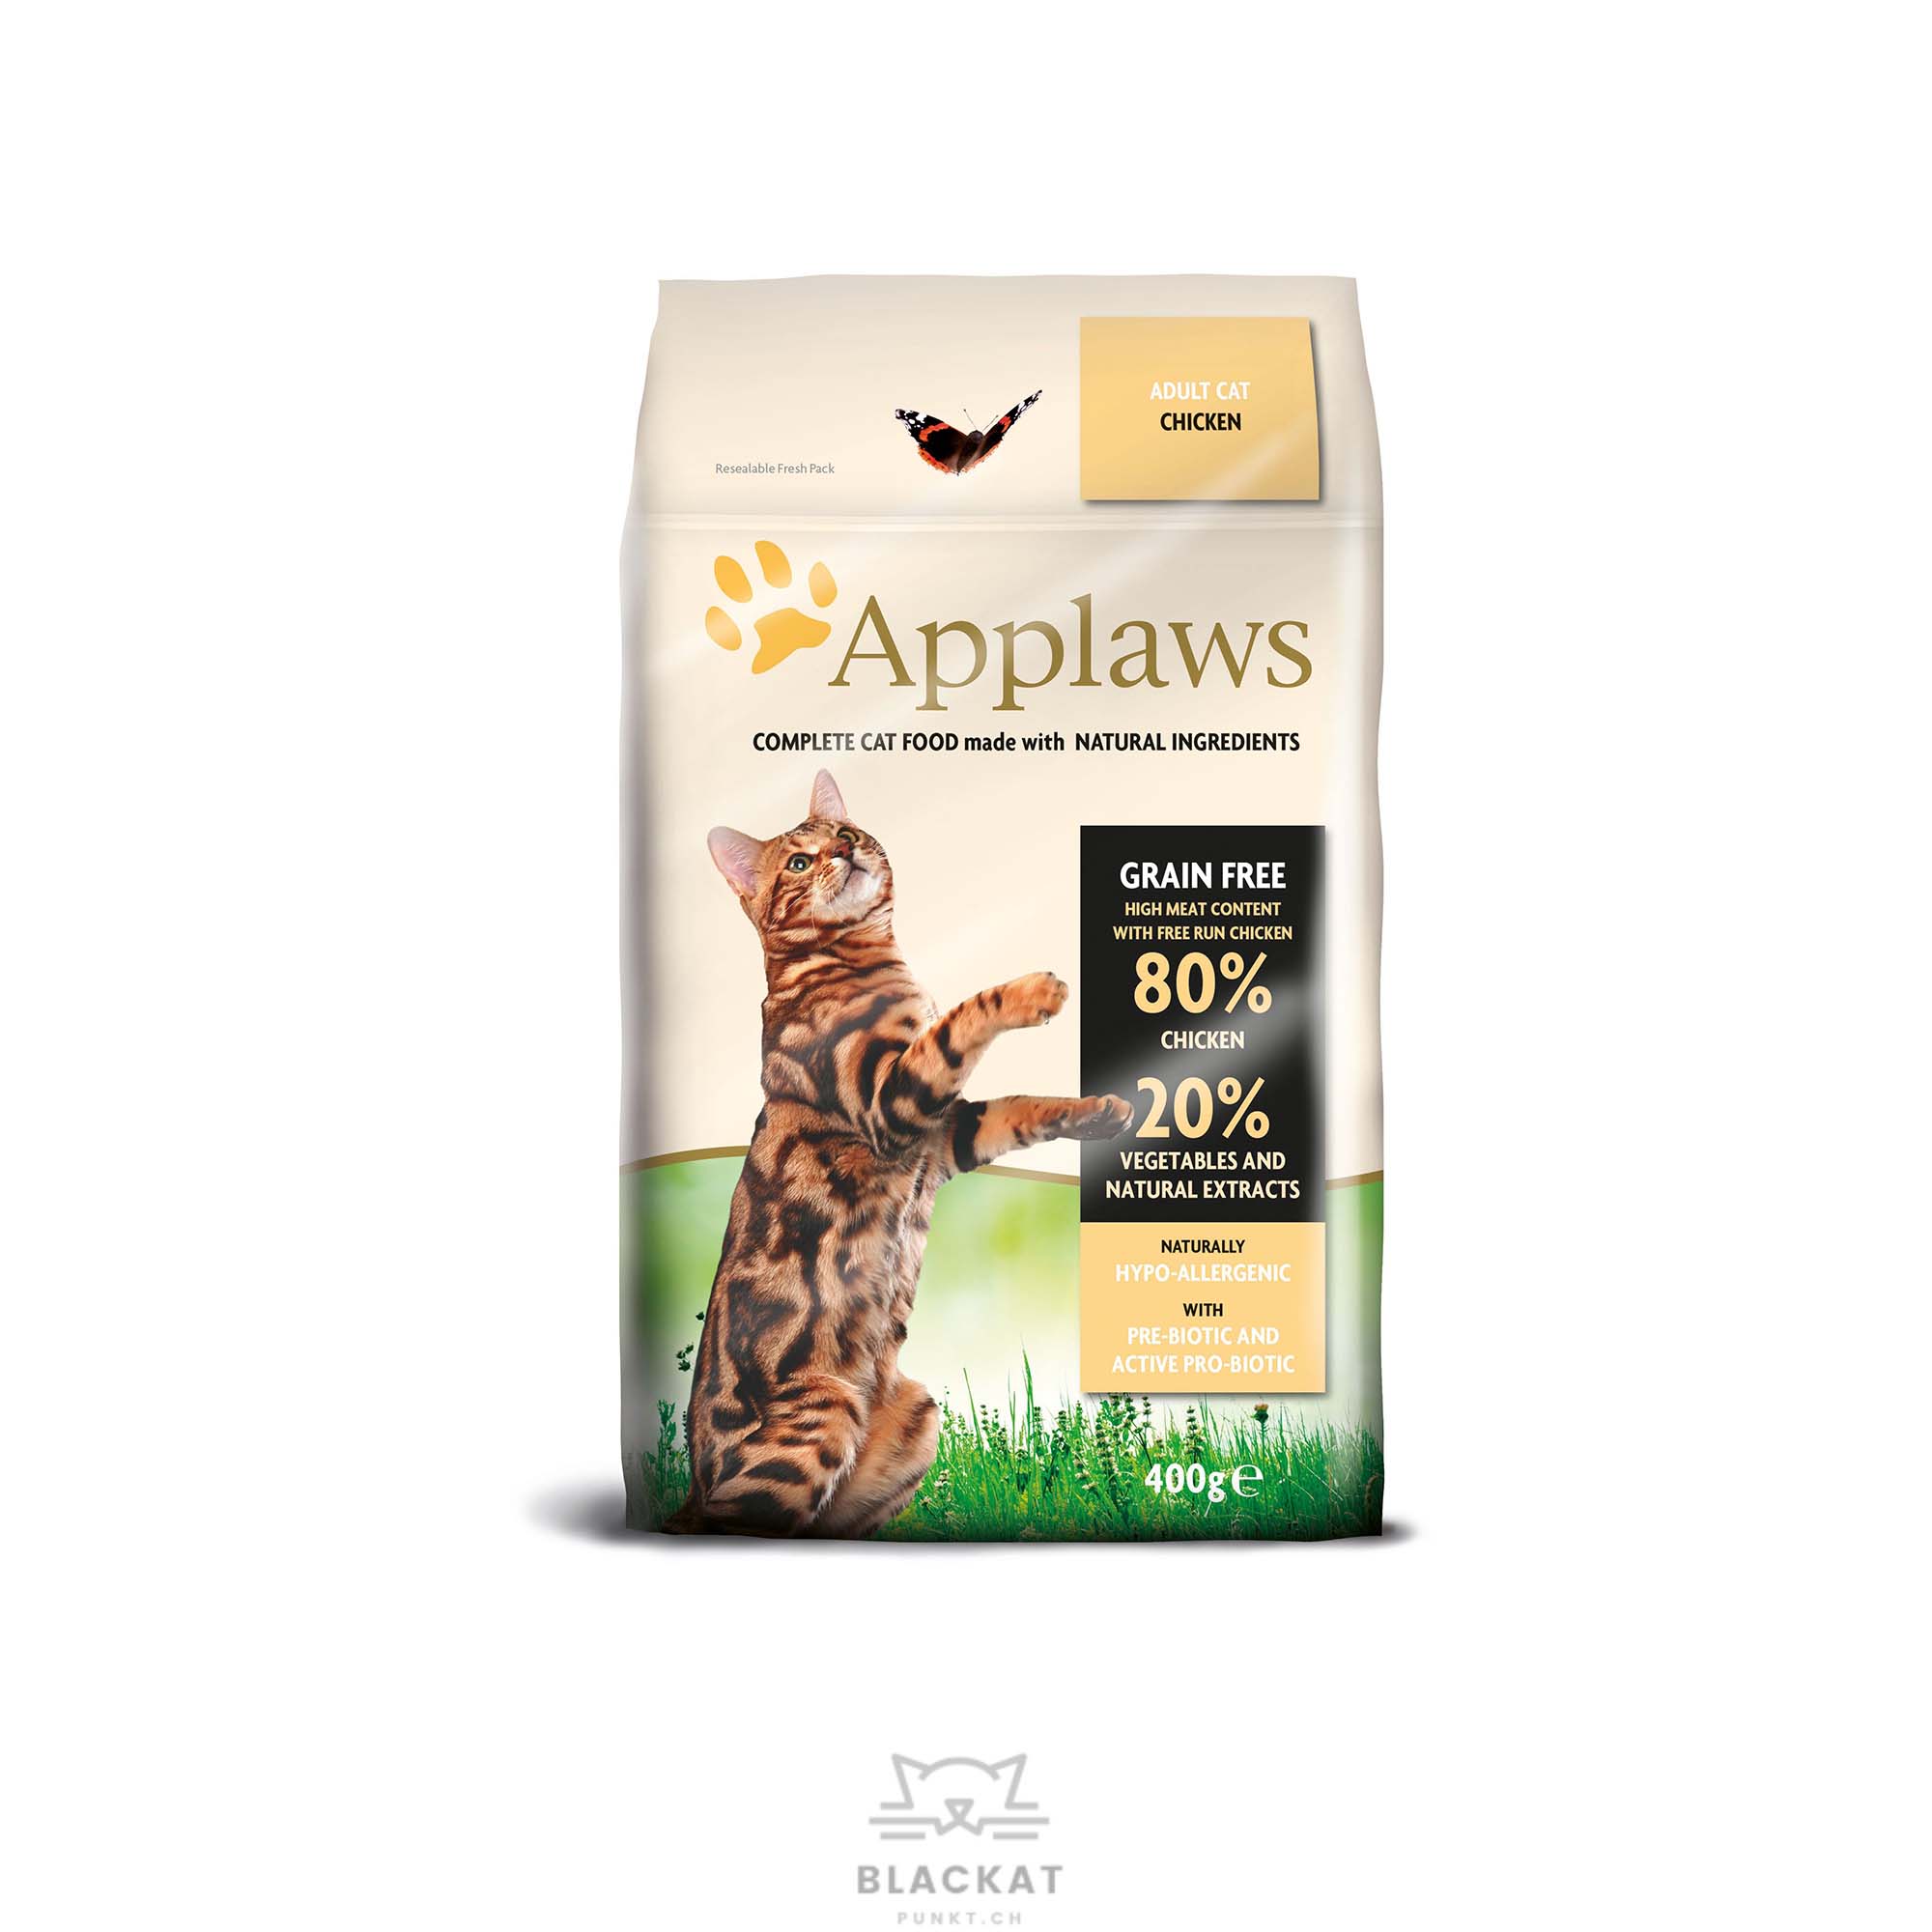 ADULT CAT
CHICKEN
Resealable Fresh Pack
Applaws
COMPLETE CAT FOOD made with NATURAL INGREDIENTS
GRAIN FREE
HIGH MEAT CONTENT
WITH FREE RUN CHICKEN
80%
CHICKEN
20%
VEGETABLES AND
NATURAL EXTRACTS
NATURALLY
HYPO-ALLERGENIC
WITH
PRE-BIOTIC AND
ACTIVE PRO-BIOTIC
400g℮
BLACKAT
PUNKT.CH